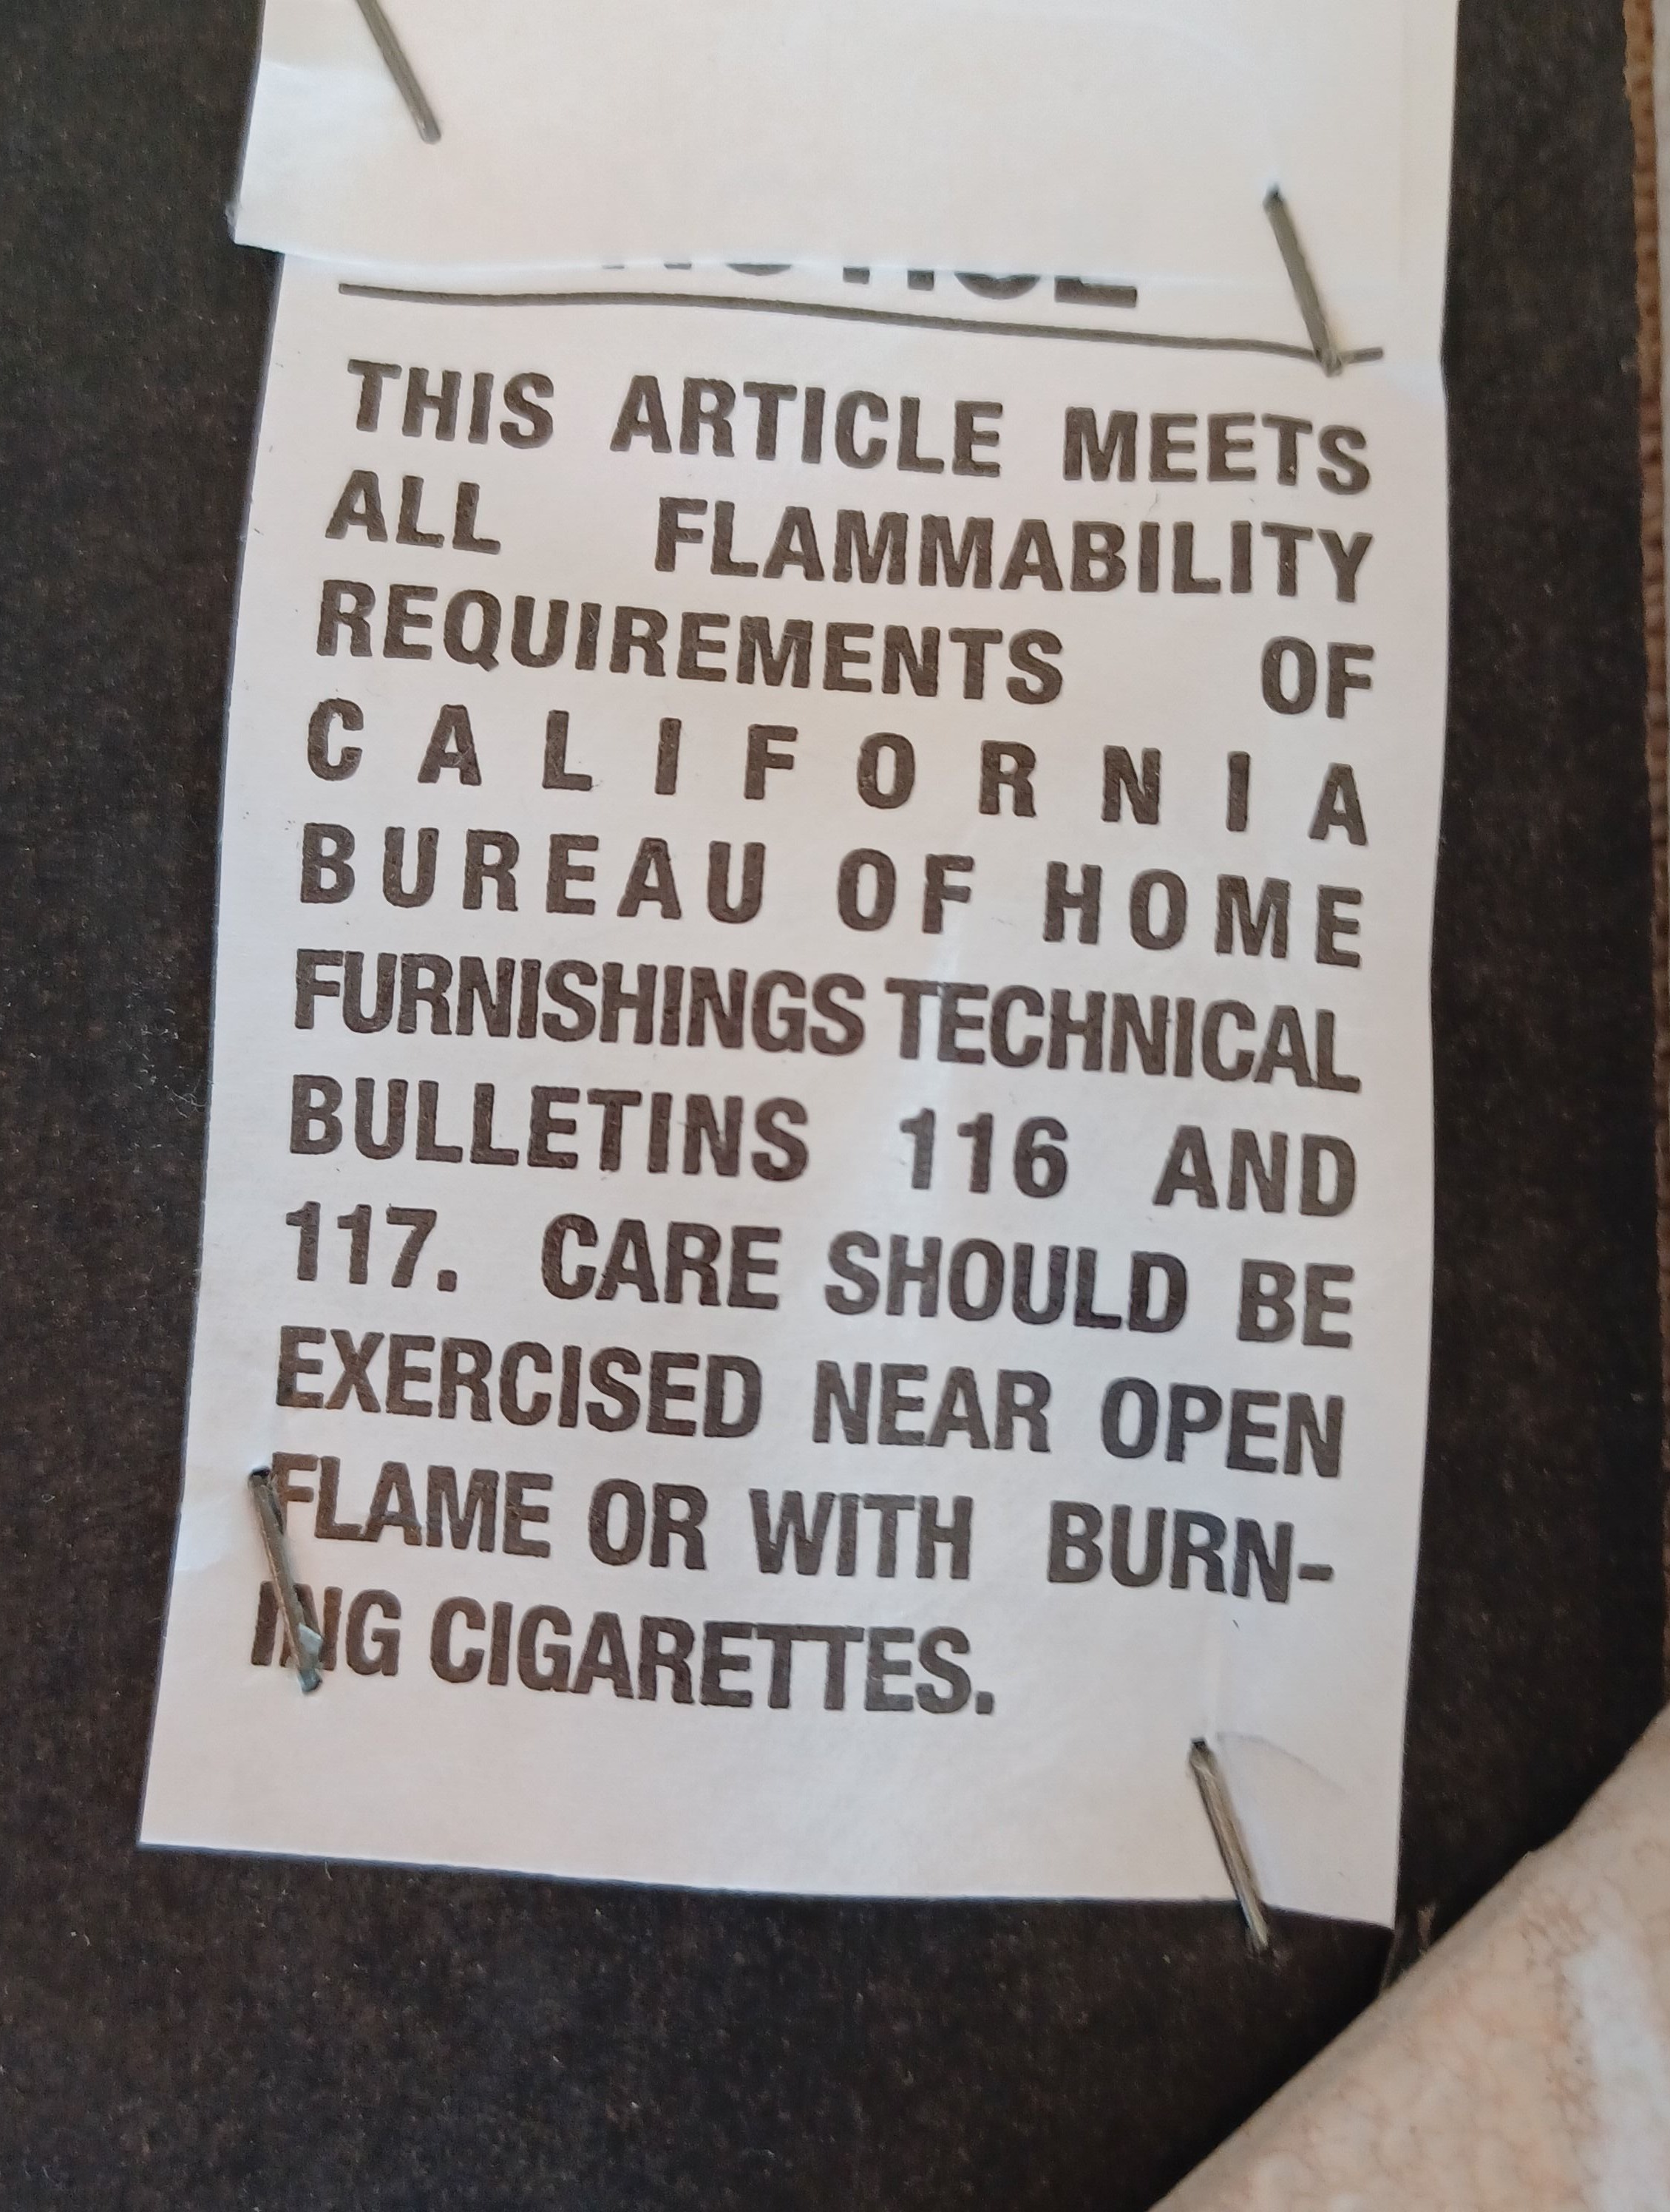 NOTICE
THIS ARTICLE MEETS
ALL FLAMMABILITY
REQUIREMENTS OF
CALIFORNIA
BUREAU OF HOME
FURNISHINGS TECHNICAL
BULLETINS 116 AND
117. CARE SHOULD BE
EXERCISED NEAR OPEN
FLAME OR WITH BURN-
ING CIGARETTES.